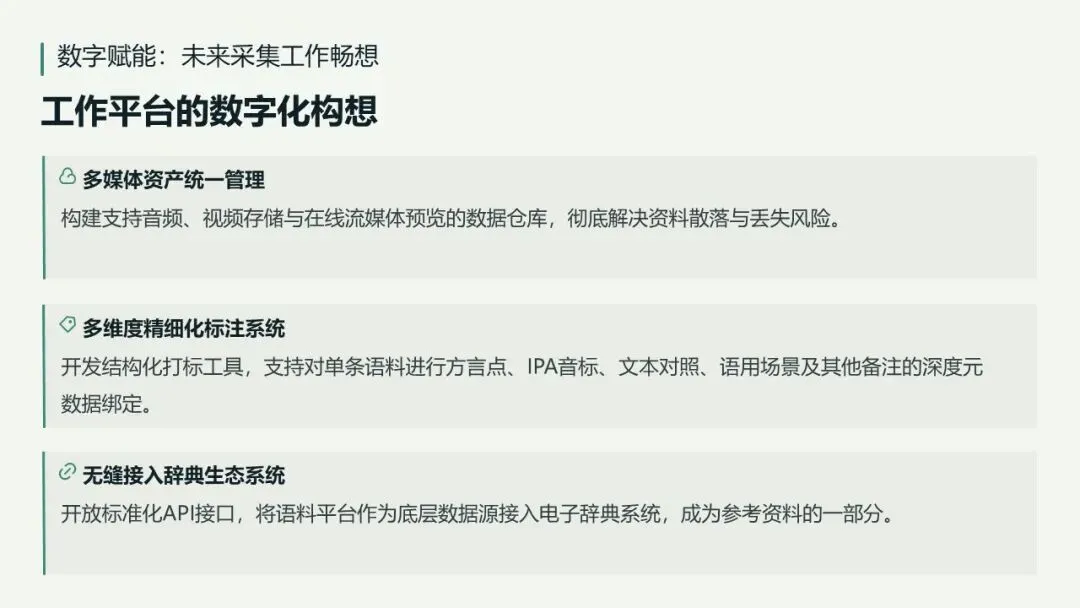 数字赋能：未来采集工作畅想
工作平台的数字化构想
多媒体资产统一管理
构建支持音频、视频存储与在线流媒体预览的数据仓库，彻底解决资料散落与丢失风险。
多维度精细化标注系统
开发结构化打标工具，支持对单条语料进行方言点、IPA音标、文本对照、语用场景及其他备注的深度元
数据绑定。
无缝接入辞典生态系统
开放标准化API接口，将语料平台作为底层数据源接入电子辞典系统，成为参考资料的一部分。